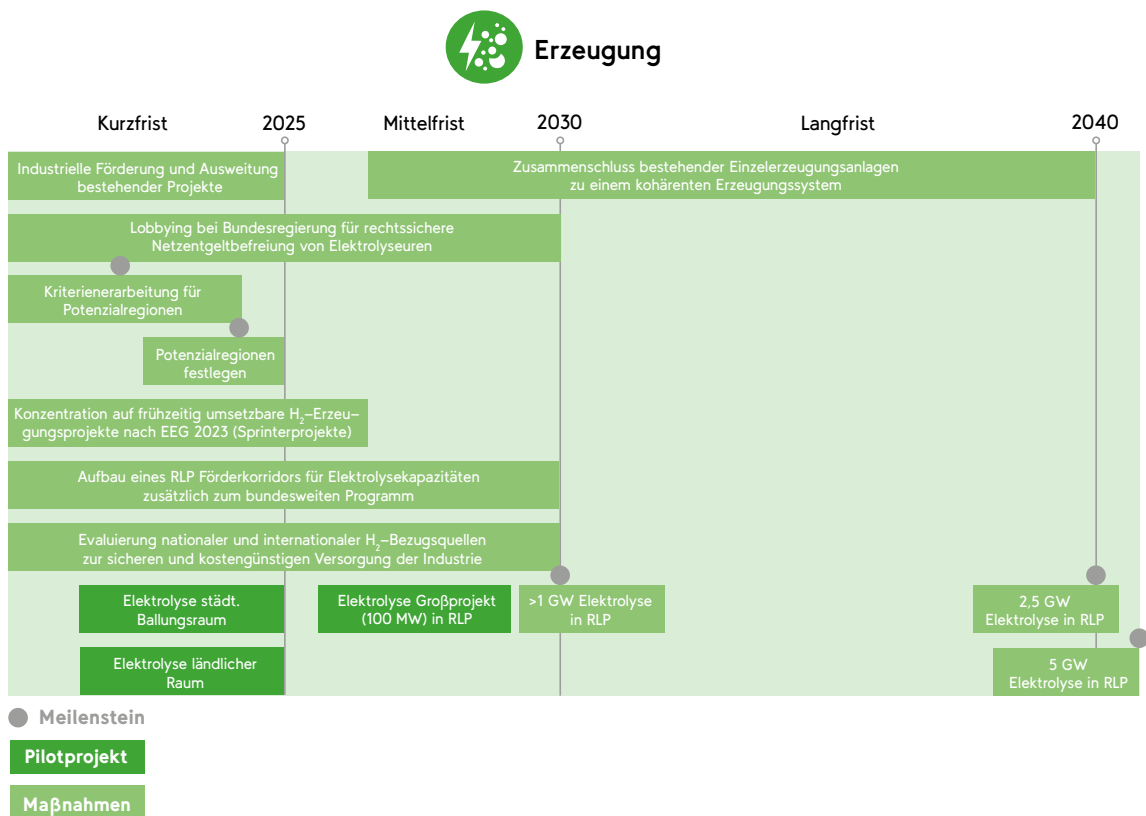 Erzeugung
Kurzfrist
2025
Mittelfrist
2030
Langfrist
2040
Industrielle Förderung und Ausweitung
bestehender Projekte
Zusammenschluss bestehender Einzelerzeugungsanlagen
zu einem kohärenten Erzeugungssystem
Lobbying bei Bundesregierung für rechtssichere
Netzentgeltbefreiung von Elektrolyseuren
Kriterienerarbeitung für
Potenzialregionen
Potenzialregionen
festlegen
Konzentration auf frühzeitig umsetzbare H₂–Erzeu–
gungsprojekte nach EEG 2023 (Sprinterprojekte)
Aufbau eines RLP Förderkorridors für Elektrolysekapazitäten
zusätzlich zum bundesweiten Programm
Evaluierung nationaler und internationaler H₂–Bezugsquellen
zur sicheren und kostengünstigen Versorgung der Industrie
Elektrolyse städt.
Ballungsraum
Elektrolyse Großprojekt
(100 MW) in RLP
>1 GW Elektrolyse
in RLP
2,5 GW
Elektrolyse in RLP
Elektrolyse ländlicher
Raum
5 GW
Elektrolyse in RLP
Meilenstein
Pilotprojekt
Maßnahmen